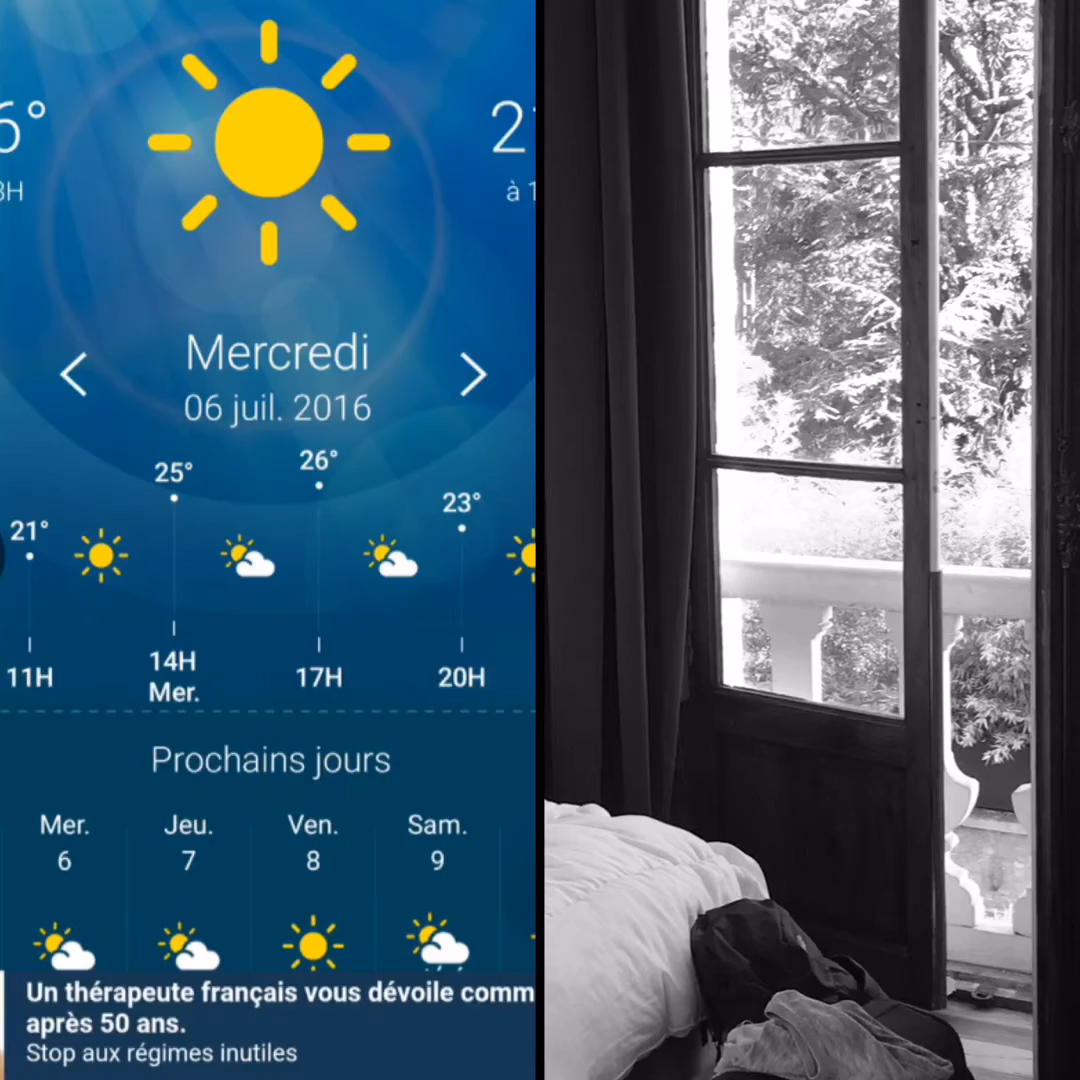 6°
2
à 1
Mercredi
06 juil. 2016
26°
25°
23°
21°
11H
14H
Mer.
17H
20H
Prochains jours
Mer.
Jeu.
Ven.
Sam.
6
7
8
9
Un thérapeute français vous dévoile comm
après 50 ans.
Stop aux régimes inutiles